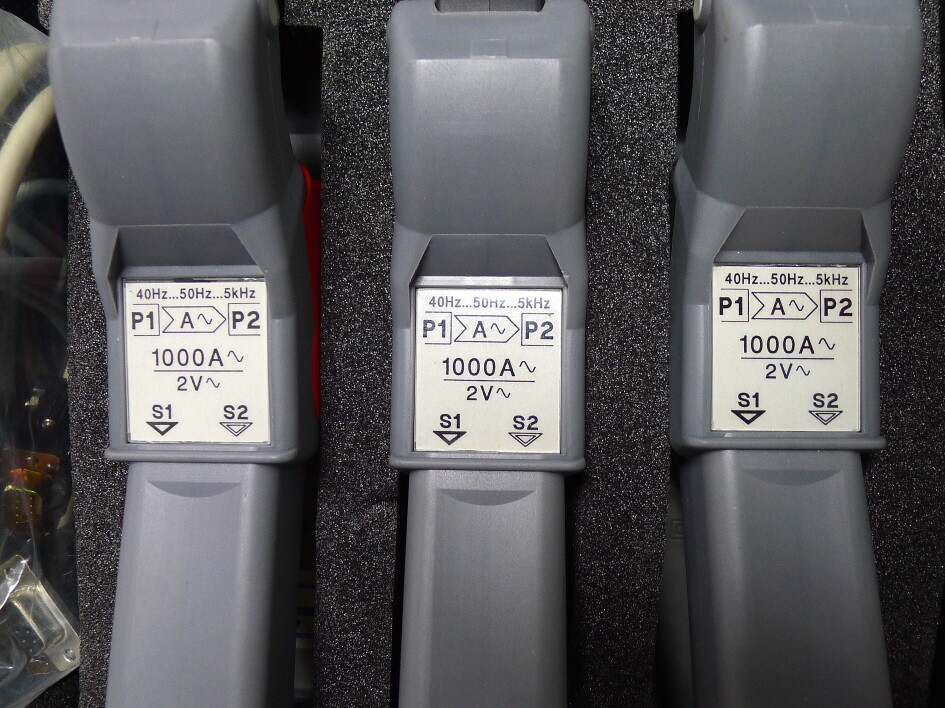 40Hz...50Hz...5kHz
P1 A∿ P2
1000A∿
2V∿
S1 S2
40Hz...50Hz...5kHz
P1 A∿ P2
1000A∿
2V∿
S1 S2
40Hz...50Hz...5kHz
P1 A∿ P2
1000A∿
2V∿
S1 S2